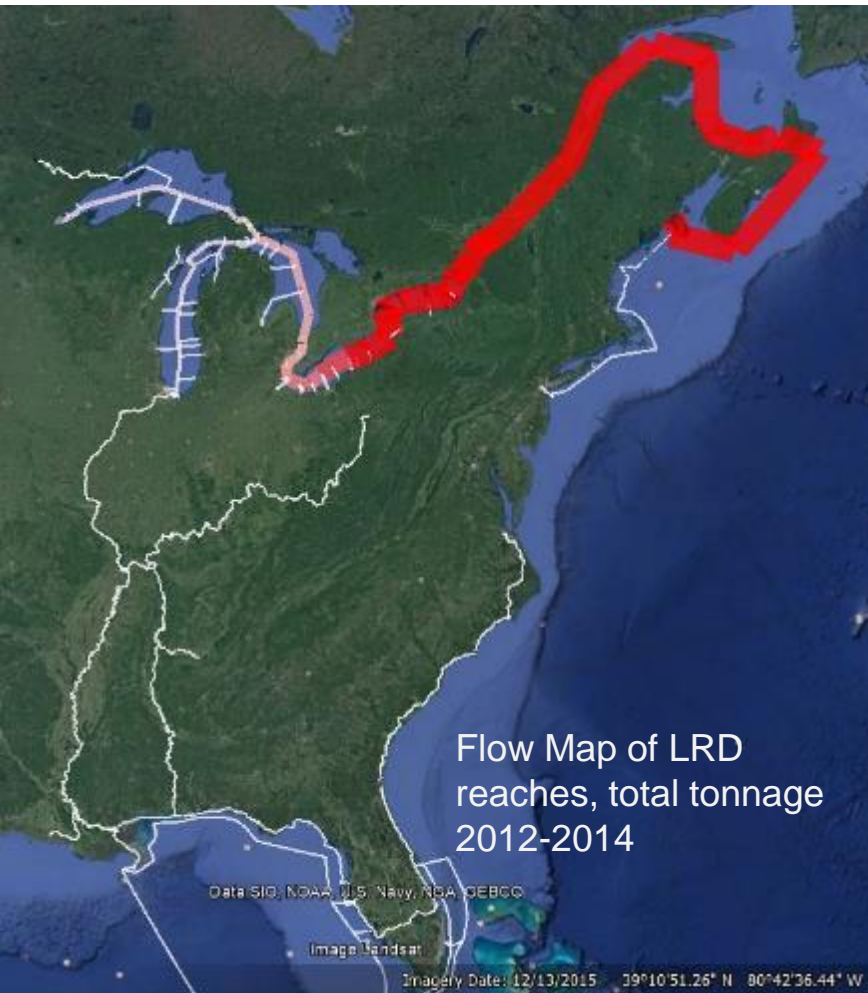 Flow Map of LRD
reaches, total tonnage
2012-2014
Data SIO, NOAA, U.S. Navy, NGA, GEBCO
Image Landsat
Imagery Date: 12/13/2015 39°10'51.26" N 80°42'36.44" W